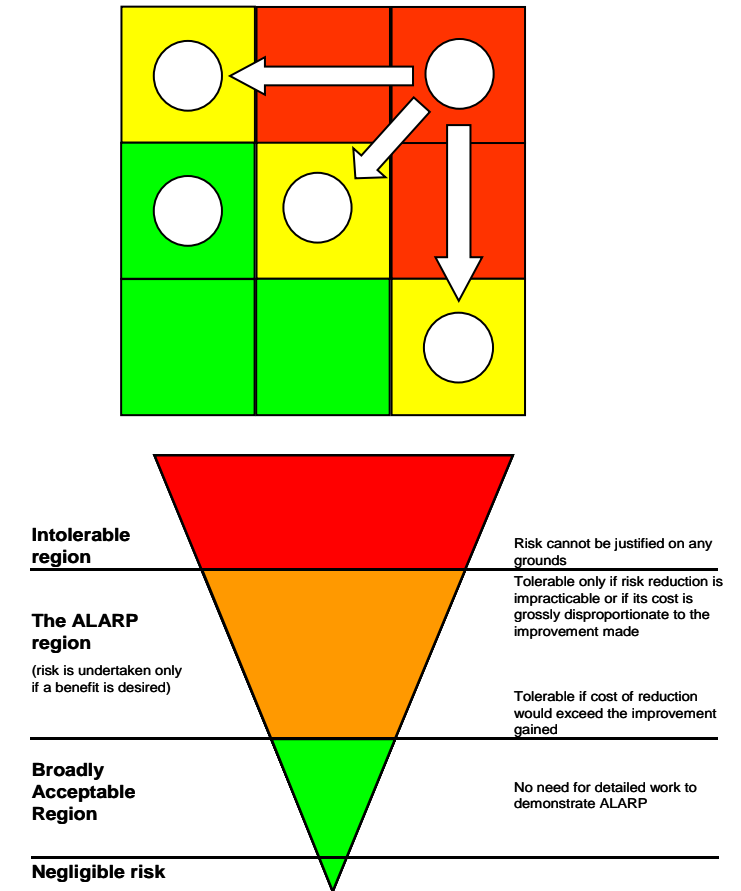 Intolerable
region
Risk cannot be justified on any
grounds
The ALARP
region
(risk is undertaken only
if a benefit is desired)
Tolerable only if risk reduction is
impracticable or if its cost is
grossly disproportionate to the
improvement made
Tolerable if cost of reduction
would exceed the improvement
gained
Broadly
Acceptable
Region
No need for detailed work to
demonstrate ALARP
Negligible risk